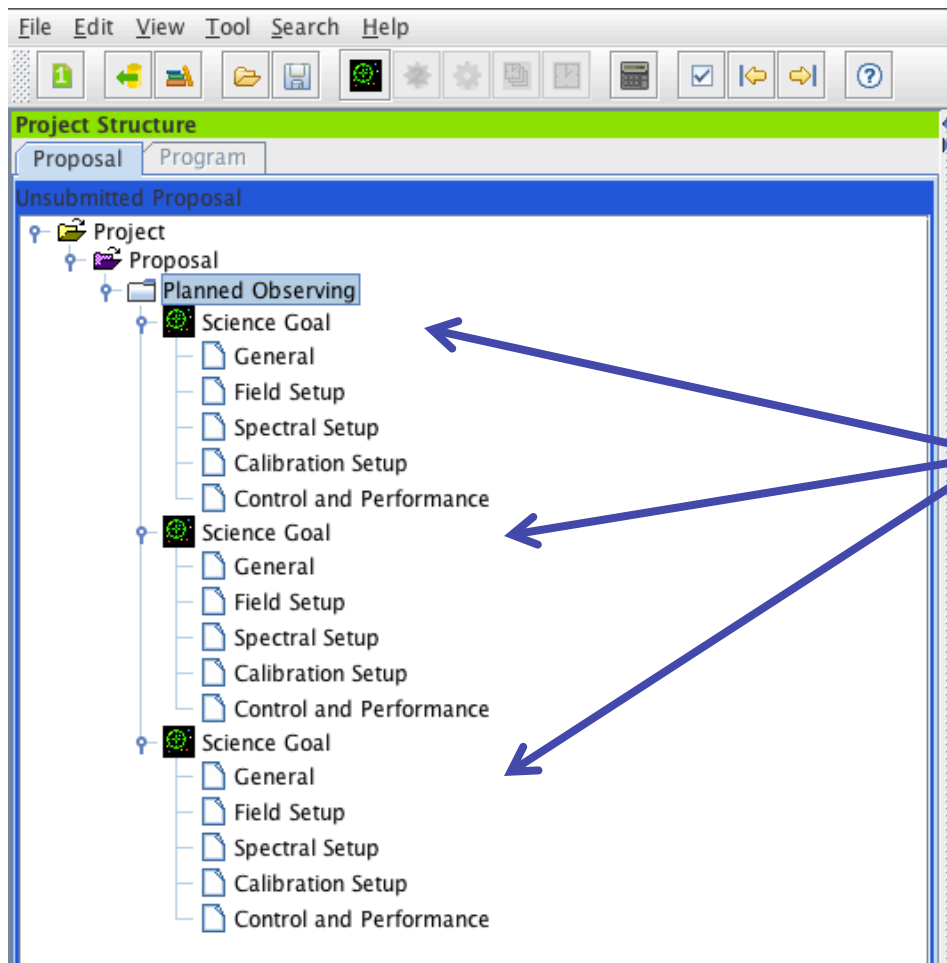 File Edit View Tool Search Help
1 2 ?
Project Structure
Proposal Program
Unsubmitted Proposal
Project
Proposal
Planned Observing
Science Goal
General
Field Setup
Spectral Setup
Calibration Setup
Control and Performance
Science Goal
General
Field Setup
Spectral Setup
Calibration Setup
Control and Performance
Science Goal
General
Field Setup
Spectral Setup
Calibration Setup
Control and Performance